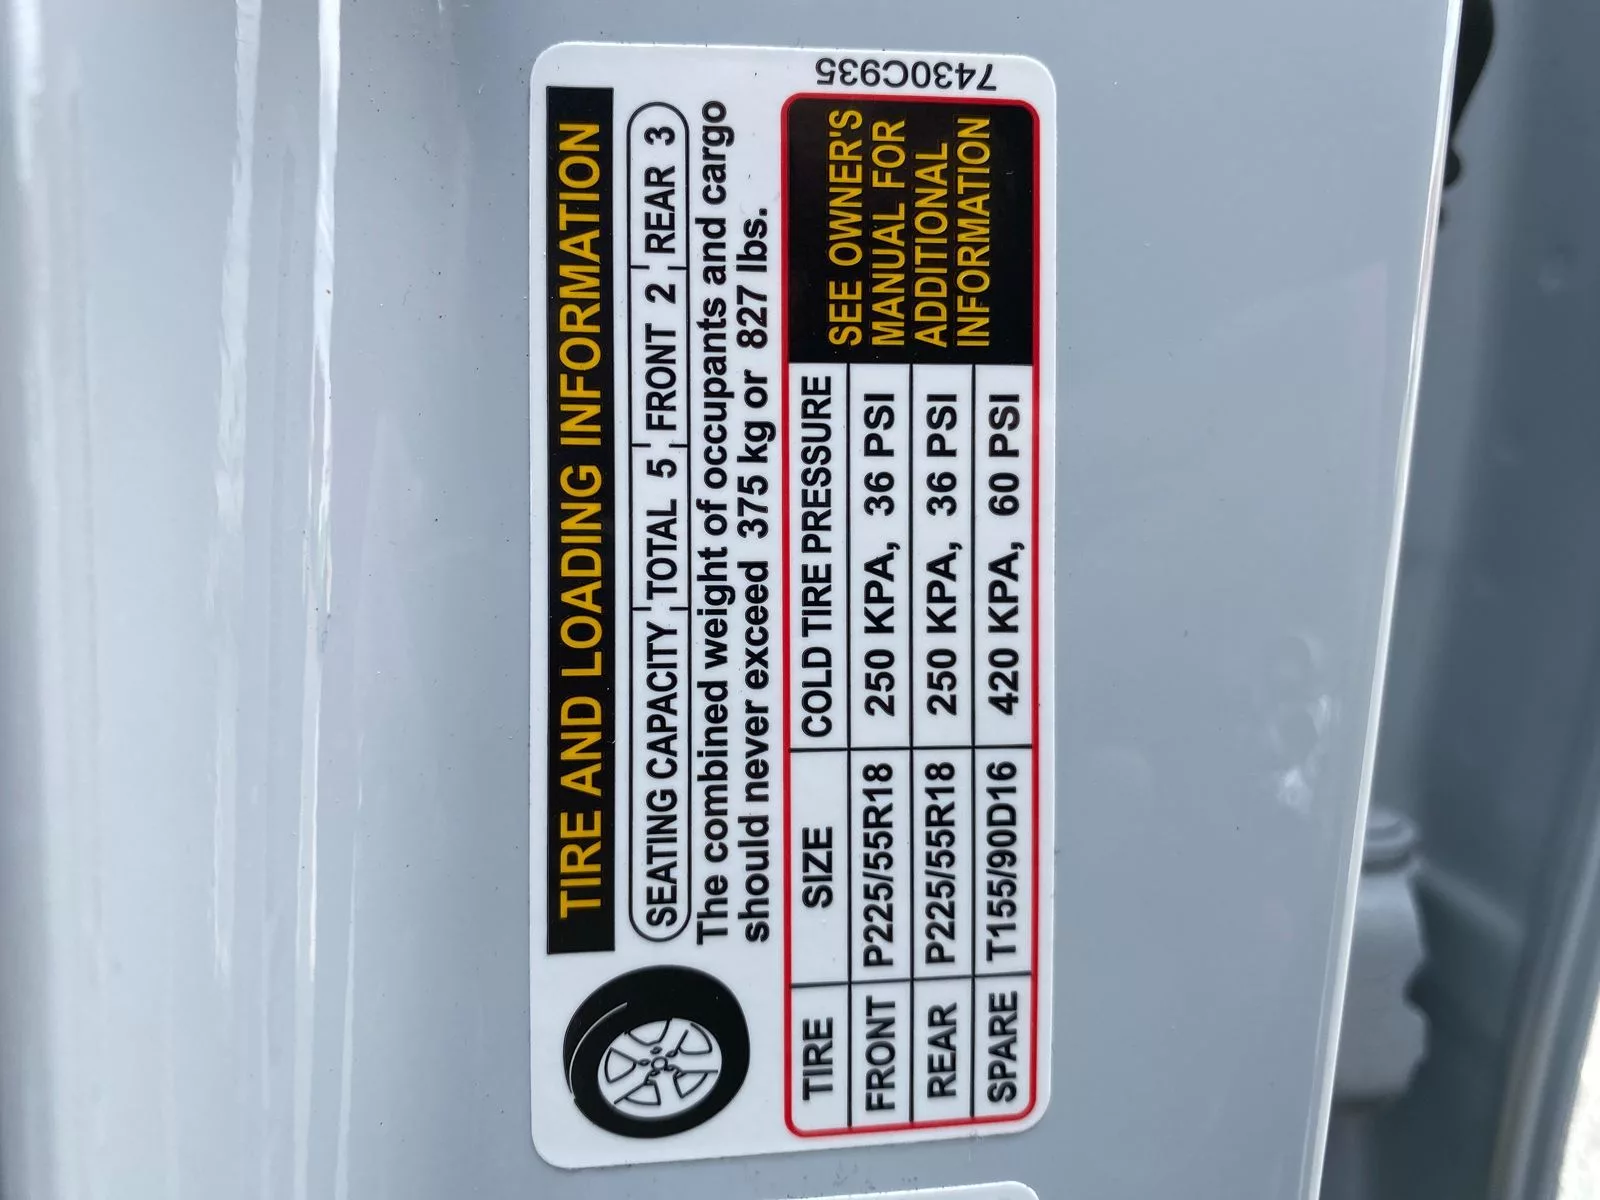 TIRE AND LOADING INFORMATION
SEATING CAPACITY TOTAL 5 FRONT 2 REAR 3
The combined weight of occupants and cargo
should never exceed 375 kg or 827 lbs.
TIRE SIZE COLD TIRE PRESSURE
FRONT P225/55R18 250 KPA, 36 PSI
REAR P225/55R18 250 KPA, 36 PSI
SPARE T155/90D16 420 KPA, 60 PSI
SEE OWNER'S
MANUAL FOR
ADDITIONAL
INFORMATION
7430C935